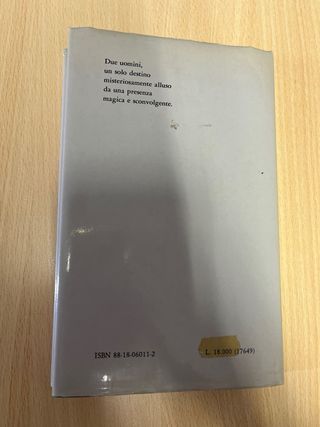 Due uomini,
un solo destino
misteriosamente alluso
da una presenza
magica e sconvolgente.
ISBN 88-18-06011-2
L. 18.000 (17649)